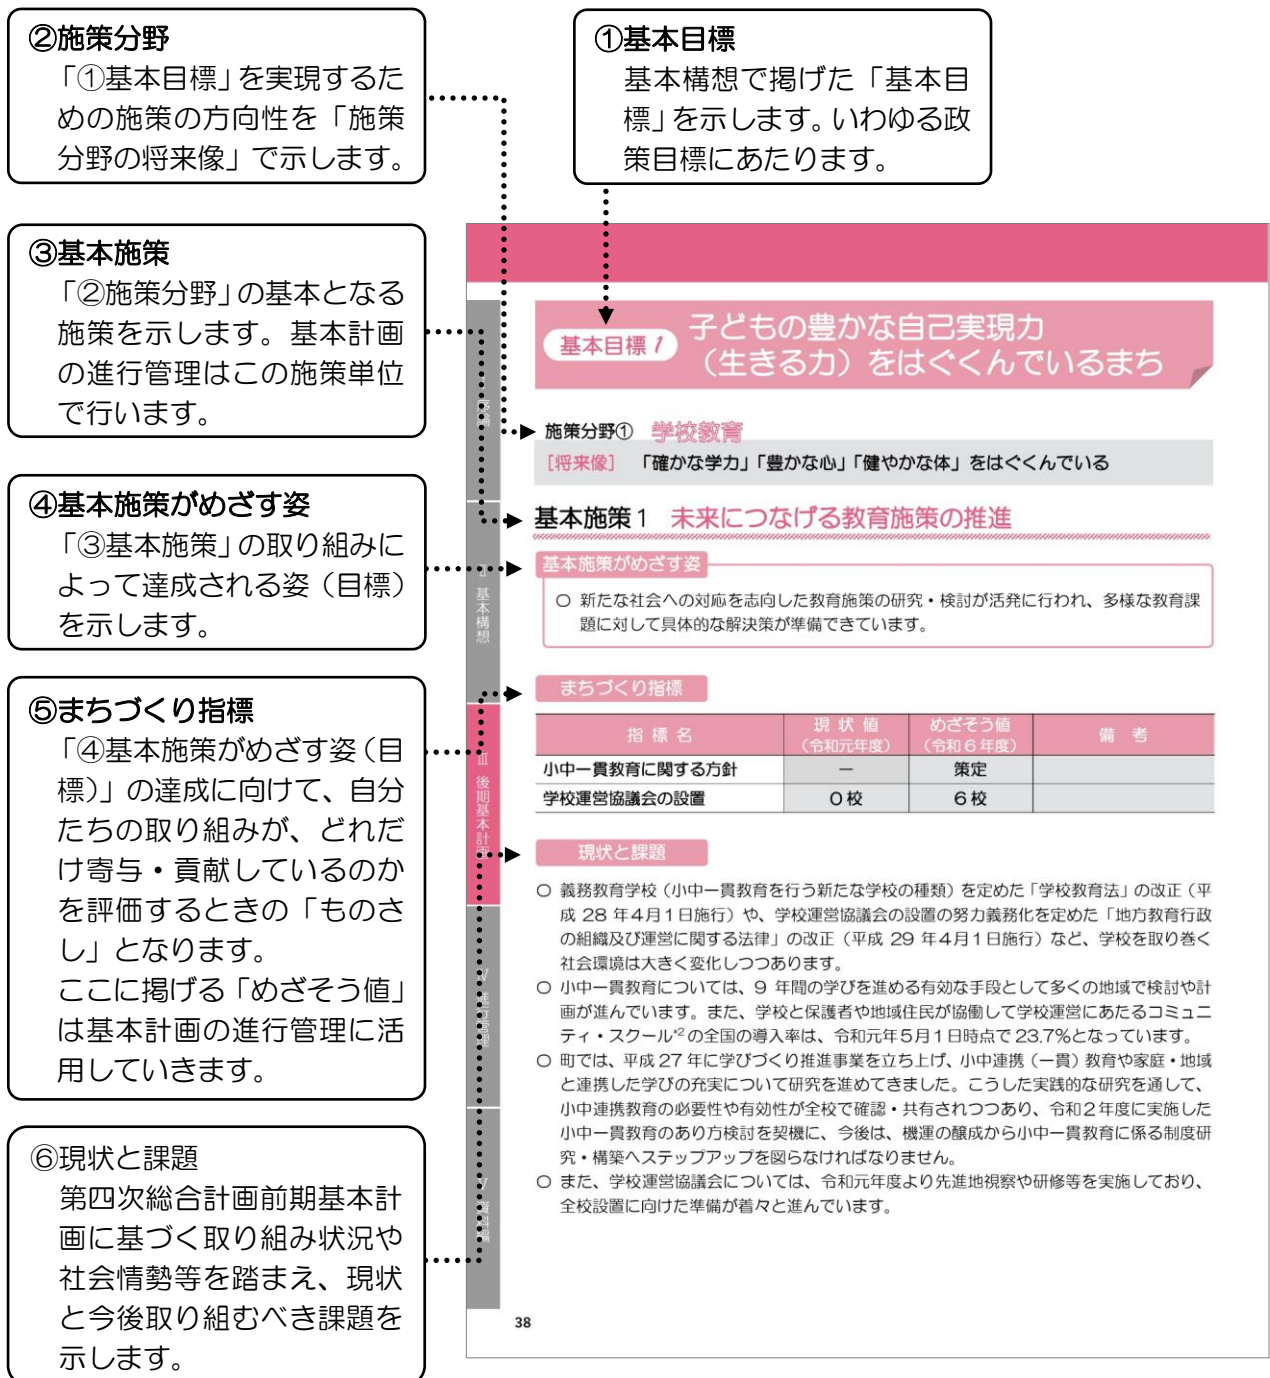 ②施策分野
「①基本目標」を実現するた
めの施策の方向性を「施策
分野の将来像」で示します。
①基本目標
基本構想で掲げた「基本目
標」を示します。いわゆる政
策目標にあたります。
③基本施策
「②施策分野」の基本となる
施策を示します。基本計画
の進行管理はこの施策単位
で行います。
④基本施策がめざす姿
「③基本施策」の取り組みに
よって達成される姿（目標）
を示します。
⑤まちづくり指標
「④基本施策がめざす姿（目
標）」の達成に向けて、自分
たちの取り組みが、どれだ
け寄与・貢献しているのか
を評価するときの「ものさ
し」となります。
ここに掲げる「めざそう値」
は基本計画の進行管理に活
用していきます。
⑥現状と課題
第四次総合計画前期基本計
画に基づく取り組み状況や
社会情勢等を踏まえ、現状
と今後取り組むべき課題を
示します。
基本目標1
子どもの豊かな自己実現力
（生きる力）をはぐくんでいるまち
施策分野① 学校教育
［将来像］ 「確かな学力」「豊かな心」「健やかな体」をはぐくんでいる
基本施策1 未来につなげる教育施策の推進
基本施策がめざす姿
○ 新たな社会への対応を志向した教育施策の研究・検討が活発に行われ、多様な教育課
題に対して具体的な解決策が準備できています。
まちづくり指標
指標名 現状値（令和元年度） めざそう値（令和6年度） 備考
小中一貫教育に関する方針 － 策定
学校運営協議会の設置 0校 6校
現状と課題
○ 義務教育学校（小中一貫教育を行う新たな学校の種類）を定めた「学校教育法」の改正（平
成 28 年4月1日施行）や、学校運営協議会の設置の努力義務化を定めた「地方教育行政
の組織及び運営に関する法律」の改正（平成 29 年4月1日施行）など、学校を取り巻く
社会環境は大きく変化しつつあります。
○ 小中一貫教育については、9 年間の学びを進める有効な手段として多くの地域で検討や計
画が進んでいます。また、学校と保護者や地域住民が協働して学校運営にあたるコミュニ
ティ・スクール*2の全国の導入率は、令和元年5月1日時点で 23.7%となっています。
○ 町では、平成 27 年に学びづくり推進事業を立ち上げ、小中連携（一貫）教育や家庭・地域
と連携した学びの充実について研究を進めてきました。こうした実践的な研究を通して、
小中連携教育の必要性や有効性が全校で確認・共有されつつあり、令和2年度に実施した
小中一貫教育のあり方検討を契機に、今後は、機運の醸成から小中一貫教育に係る制度研
究・構築へステップアップを図らなければなりません。
○ また、学校運営協議会については、令和元年度より先進地視察や研修等を実施しており、
全校設置に向けた準備が着々と進んでいます。
Ⅱ 基本構想
Ⅲ 後期基本計画
38